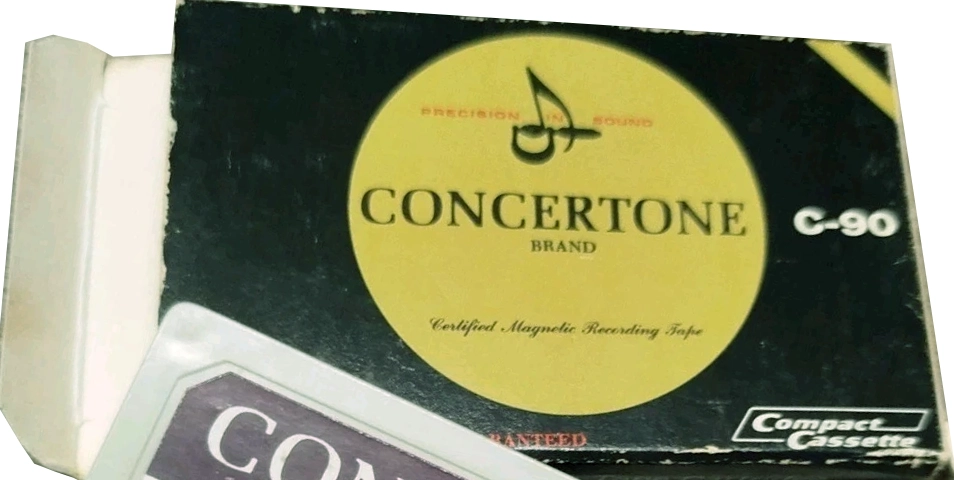 PRECISION IN SOUND
CONCERTONE
BRAND
C-90
Certified Magnetic Recording Tape
Compact
Cassette